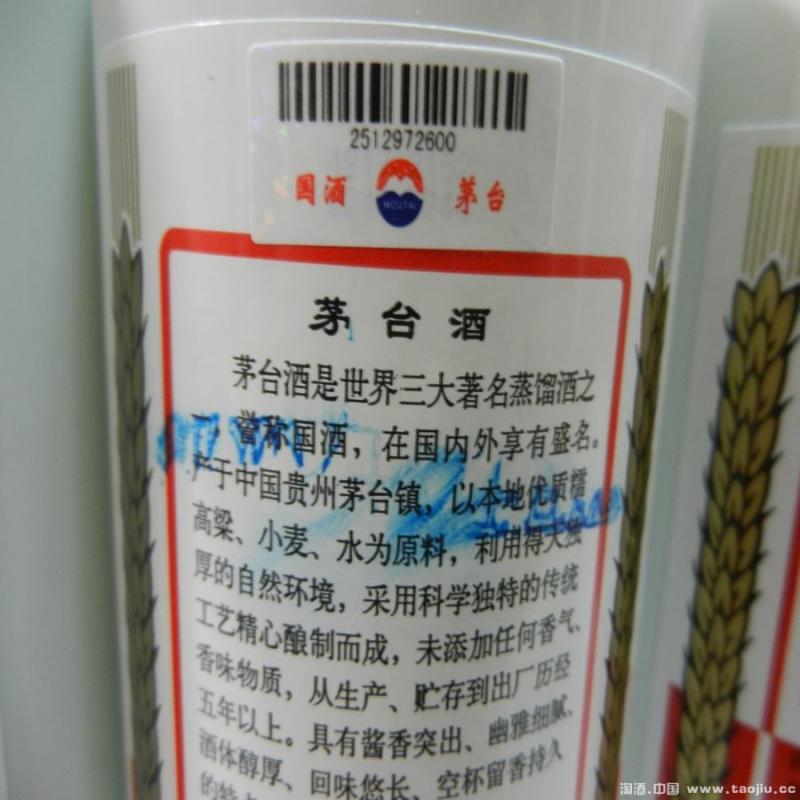 2512972600
国酒 MOUTAI 茅台
茅台酒
茅台酒是世界三大著名蒸馏酒之
一，誉称国酒，在国内外享有盛名。
产于中国贵州茅台镇，以本地优质糯
高粱、小麦、水为原料，利用得天独
厚的自然环境，采用科学独特的传统
工艺精心酿制而成，未添加任何香气、
香味物质，从生产、贮存到出厂历经
五年以上。具有酱香突出、幽雅细腻、
酒体醇厚、回味悠长、空杯留香持久
的特点
淘酒.中国 www.taojiu.cc